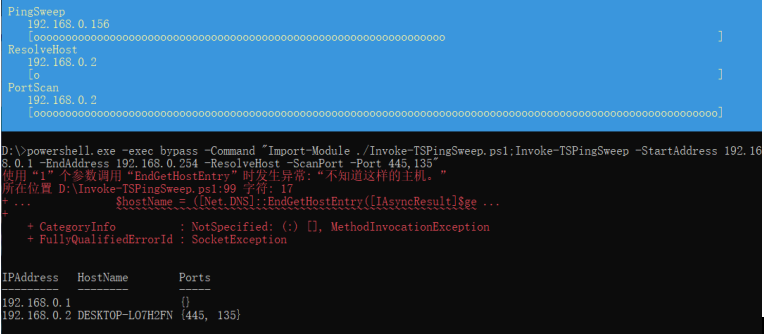 PingSweep
192.168.0.156
[oooooooooooooooooooooooooooooooooooooooooooooooooooooooooooooooooo ]
ResolveHost
192.168.0.2
[o ]
PortScan
192.168.0.2
[ooooooooooooooooooooooooooooooooooooooooooooooooooooooooooooooooooooooooooooooooooooooooooooooooooooooooooo]
D:\>powershell.exe -exec bypass -Command "Import-Module ./Invoke-TSPingSweep.ps1;Invoke-TSPingSweep -StartAddress 192.16
8.0.1 -EndAddress 192.168.0.254 -ResolveHost -ScanPort -Port 445,135"
使用“1”个参数调用“EndGetHostEntry”时发生异常:“不知道这样的主机。”
所在位置 D:\Invoke-TSPingSweep.ps1:99 字符: 17
+ ... $hostName = ([Net.DNS]::EndGetHostEntry([IAsyncResult]$ge ...
+
+ CategoryInfo : NotSpecified: (:) [], MethodInvocationException
+ FullyQualifiedErrorId : SocketException
IPAddress HostName Ports
--------- -------- -----
192.168.0.1 {}
192.168.0.2 DESKTOP-LO7H2FN {445, 135}